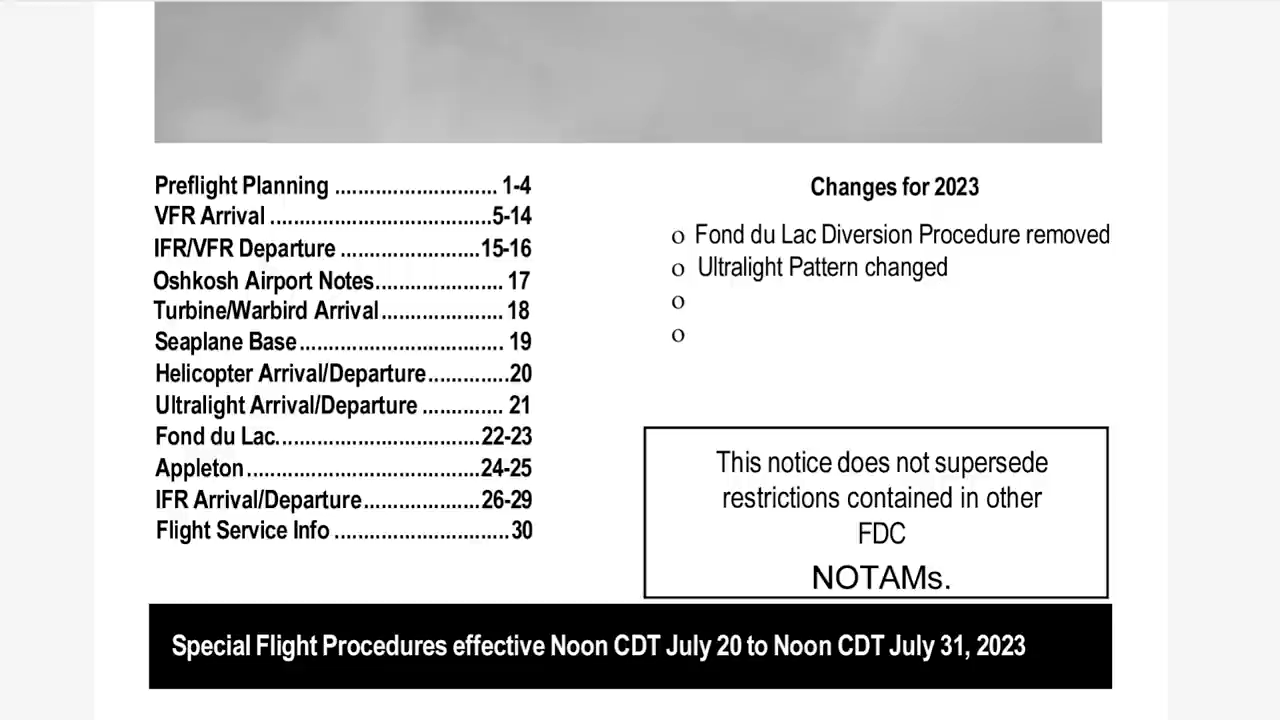 Preflight Planning ............................ 1-4
VFR Arrival ......................................5-14
IFR/VFR Departure ........................15-16
Oshkosh Airport Notes...................... 17
Turbine/Warbird Arrival..................... 18
Seaplane Base................................... 19
Helicopter Arrival/Departure..............20
Ultralight Arrival/Departure .............. 21
Fond du Lac...................................22-23
Appleton........................................24-25
IFR Arrival/Departure....................26-29
Flight Service Info ..............................30
Changes for 2023
o Fond du Lac Diversion Procedure removed
o Ultralight Pattern changed
o
o
This notice does not supersede
restrictions contained in other
FDC
NOTAMs.
Special Flight Procedures effective Noon CDT July 20 to Noon CDT July 31, 2023